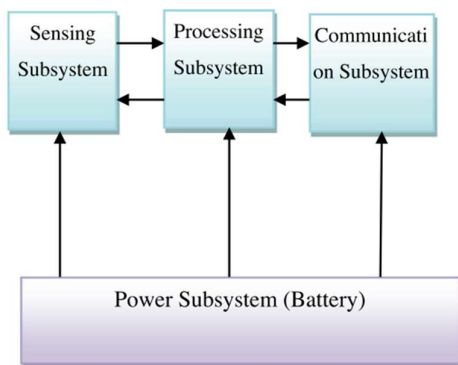 Sensing
Subsystem
Processing
Subsystem
Communicati
on Subsystem
Power Subsystem (Battery)